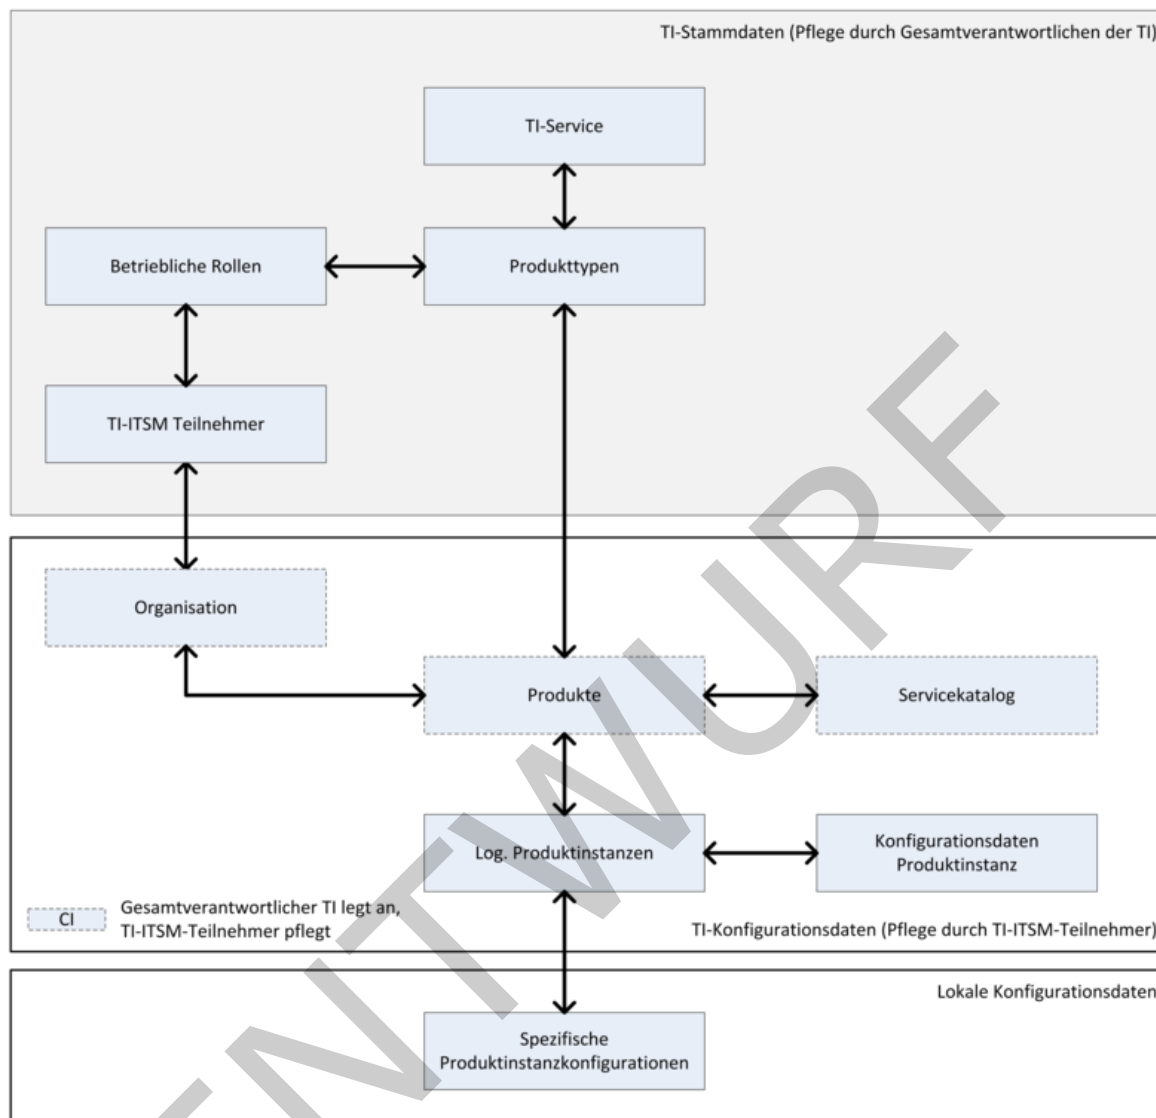 TI-Stammdaten (Pflege durch Gesamtverantwortlichen der TI)
TI-Service
Betriebliche Rollen
Produkttypen
TI-ITSM Teilnehmer
Organisation
Produkte
Servicekatalog
Log. Produktinstanzen
Konfigurationsdaten
Produktinstanz
CI
Gesamtverantwortlicher TI legt an,
TI-ITSM-Teilnehmer pflegt
TI-Konfigurationsdaten (Pflege durch TI-ITSM-Teilnehmer)
Lokale Konfigurationsdaten
Spezifische
Produktinstanzkonfigurationen
ENTWURF